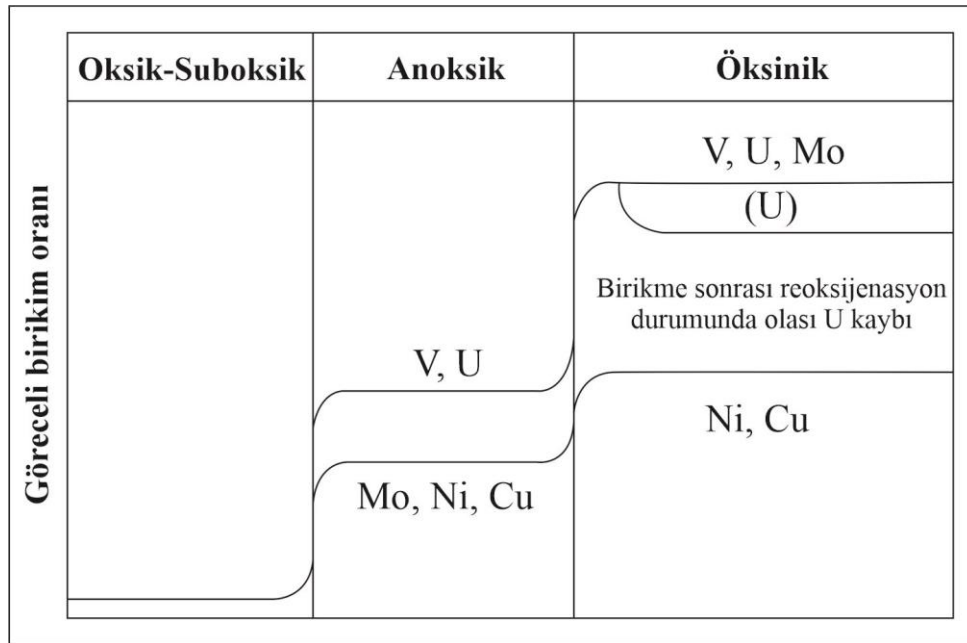 Oksik-Suboksik
Anoksik
Öksinik
Göreceli birikim oranı
V, U, Mo
(U)
Birikme sonrası reoksijenasyon
durumunda olası U kaybı
V, U
Ni, Cu
Mo, Ni, Cu